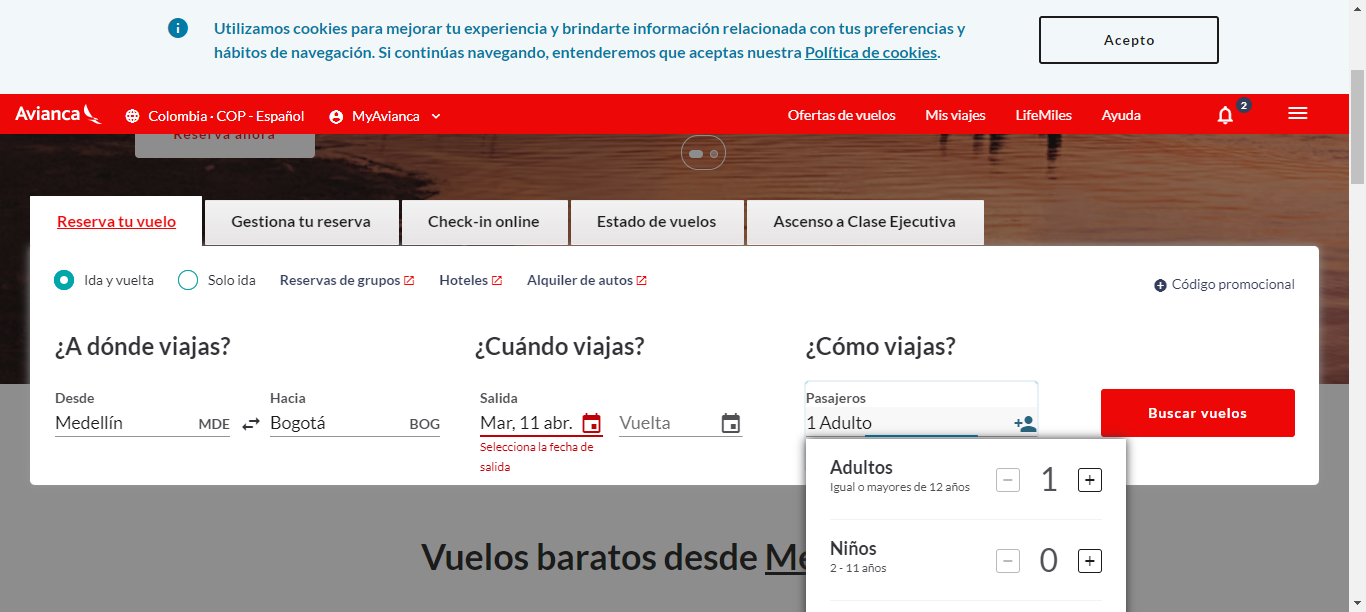 Utilizamos cookies para mejorar tu experiencia y brindarte información relacionada con tus preferencias y
hábitos de navegación. Si continúas navegando, entenderemos que aceptas nuestra Política de cookies.
Acepto
Avianca
Colombia · COP - Español
MyAvianca
Ofertas de vuelos
Mis viajes
LifeMiles
Ayuda
2
Reserva ahora
Reserva tu vuelo
Gestiona tu reserva
Check-in online
Estado de vuelos
Ascenso a Clase Ejecutiva
Ida y vuelta
Solo ida
Reservas de grupos
Hoteles
Alquiler de autos
Código promocional
¿A dónde viajas?
¿Cuándo viajas?
¿Cómo viajas?
Desde
Medellín MDE
Hacia
Bogotá BOG
Salida
Mar, 11 abr.
Selecciona la fecha de
salida
Vuelta
Pasajeros
1 Adulto
Buscar vuelos
Adultos
Igual o mayores de 12 años
− 1 +
Niños
2 - 11 años
− 0 +
Vuelos baratos desde